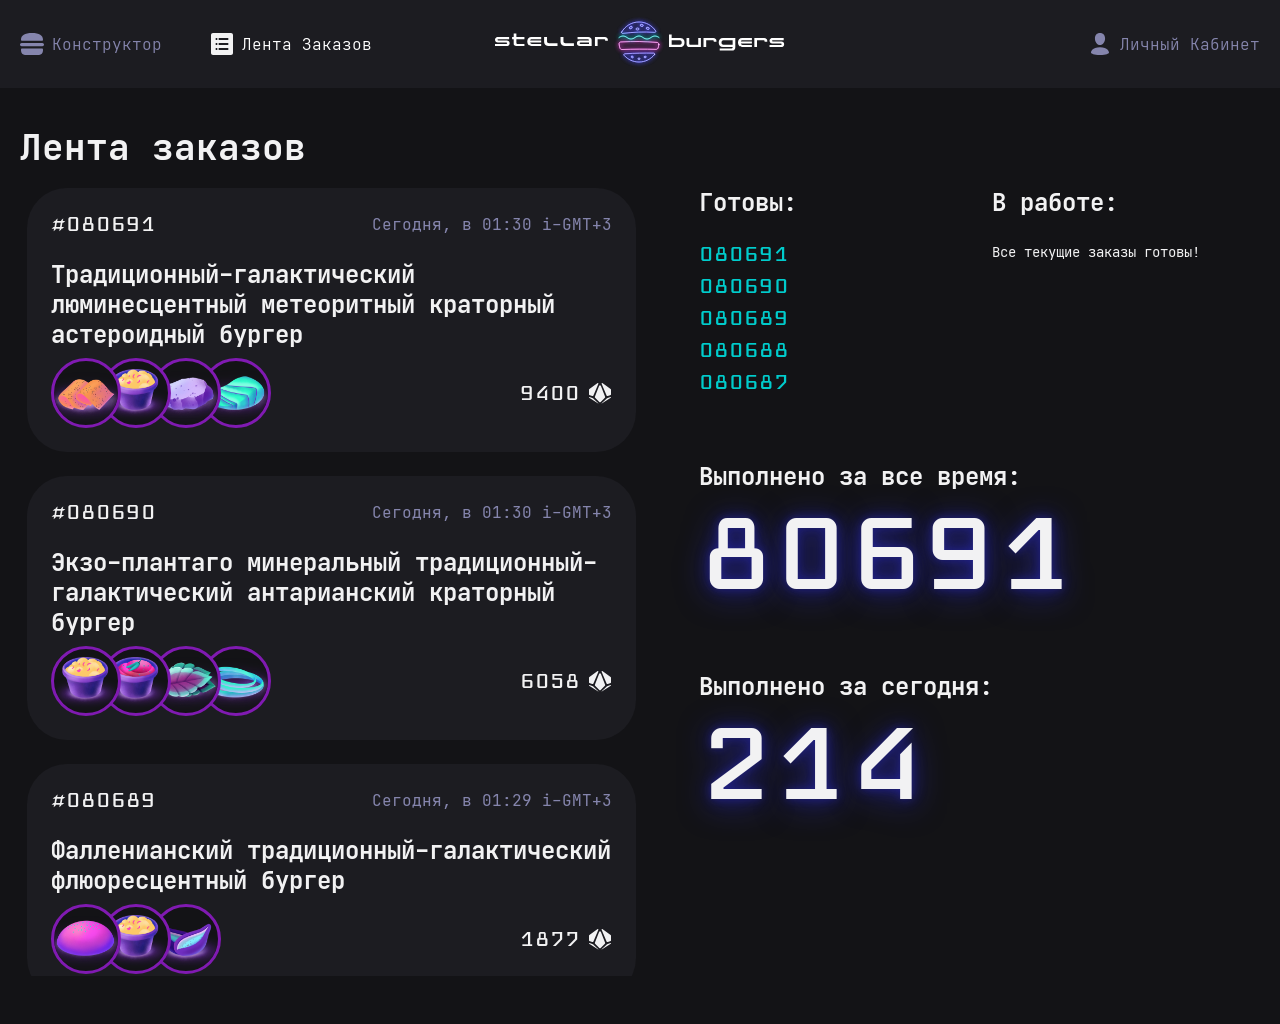 Конструктор
Лента Заказов
stellar burgers
Личный Кабинет
Лента заказов
#080691
Сегодня, в 01:30 i-GMT+3
Традиционный-галактический
люминесцентный метеоритный краторный
астероидный бургер
9400
#080690
Сегодня, в 01:30 i-GMT+3
Экзо-плантаго минеральный традиционный-
галактический антарианский краторный
бургер
6058
#080689
Сегодня, в 01:29 i-GMT+3
Фалленианский традиционный-галактический
флюоресцентный бургер
1877
Готовы:
080691
080690
080689
080688
080687
В работе:
Все текущие заказы готовы!
Выполнено за все время:
80691
Выполнено за сегодня:
214